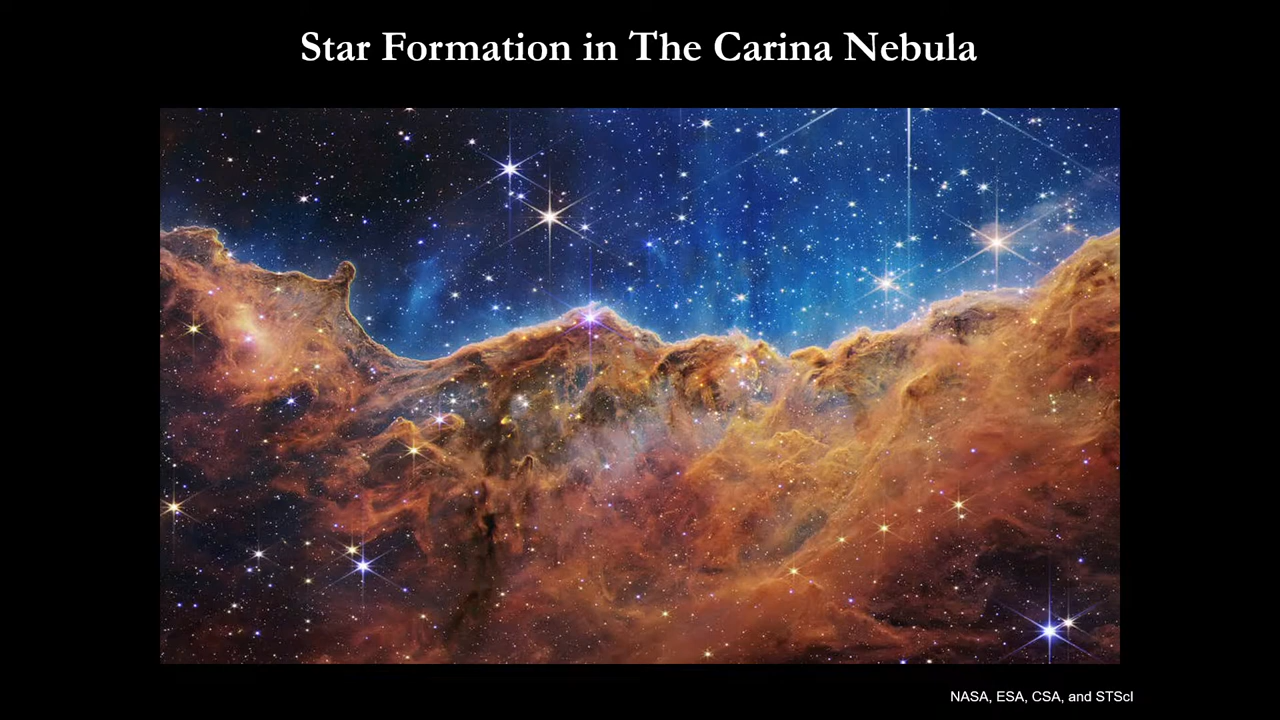 Star Formation in The Carina Nebula
NASA, ESA, CSA, and STScI